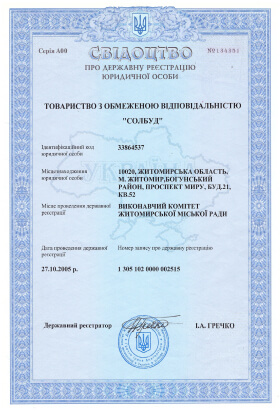 Серія А00
СВІДОЦТВО
ПРО ДЕРЖАВНУ РЕЄСТРАЦІЮ
ЮРИДИЧНОЇ ОСОБИ
ТОВАРИСТВО З ОБМЕЖЕНОЮ ВІДПОВІДАЛЬНІСТЮ
"СОЛБУД"
Ідентифікаційний код
юридичної особи
33864537
Місцезнаходження
юридичної особи
10020, ЖИТОМИРСЬКА ОБЛАСТЬ,
М. ЖИТОМИР,БОГУНСЬКИЙ
РАЙОН, ПРОСПЕКТ МИРУ, БУД.21,
КВ.52
Місце проведення державної
реєстрації
ВИКОНАВЧИЙ КОМІТЕТ
ЖИТОМИРСЬКОЇ МІСЬКОЇ РАДИ
Дата проведення державної
реєстрації
Номер запису про державну реєстрацію
27.10.2005 р.
1 305 102 0000 002515
Державний реєстратор
І.А. ГРЕЧКО